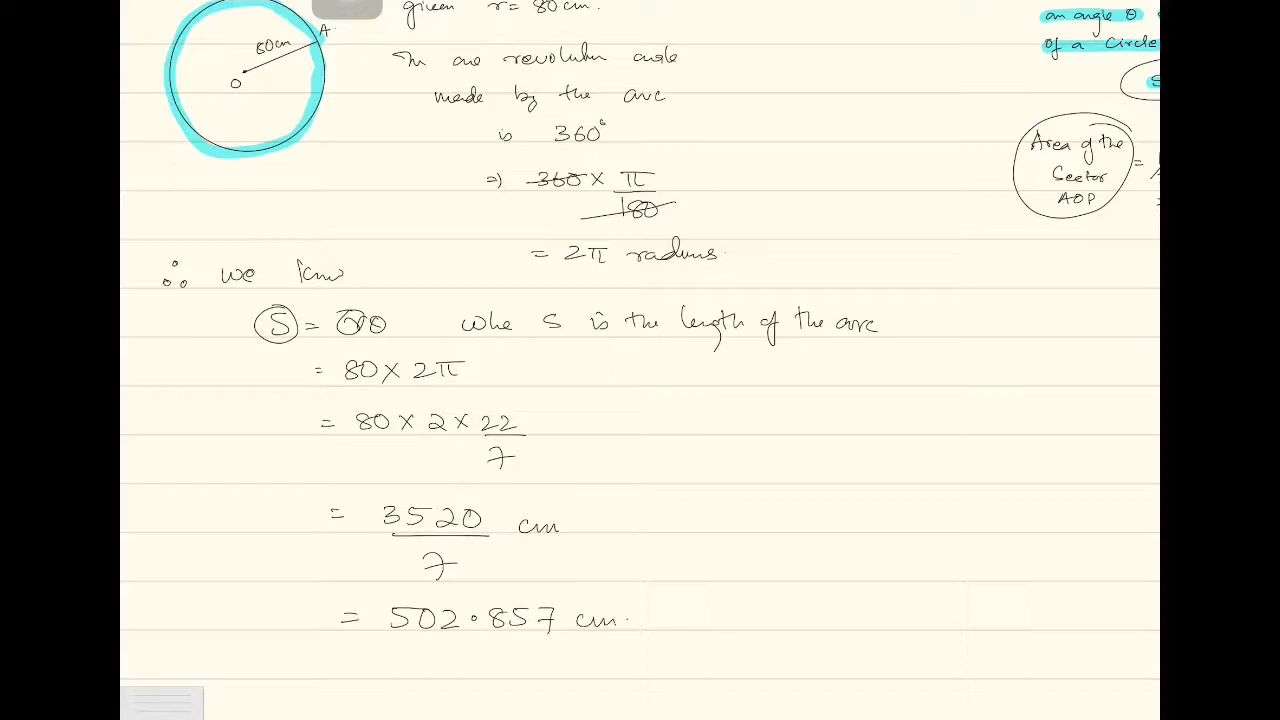 given r = 80 cm.
80cm
A
O
In one revolution angle
made by the arc
is 360°
=) 360 × π
180
= 2π radians.
∴ we know
S = rθ whe S is the length of the arc
= 80 × 2π
= 80 × 2 × 22
7
= 3520 cm
7
= 502.857 cm.
an angle θ
of a Circle
S
Area of the
Sector
AOP
=